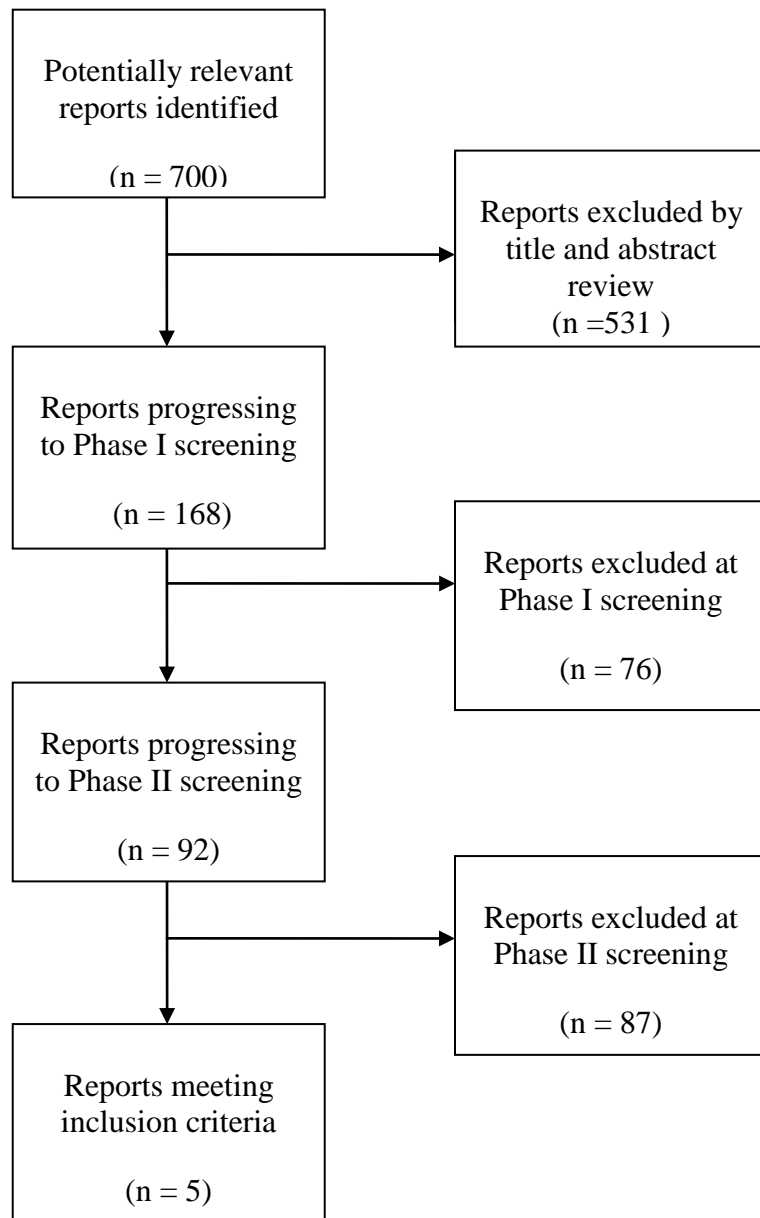 Potentially relevant
reports identified
(n = 700)
Reports excluded by
title and abstract
review
(n =531 )
Reports progressing
to Phase I screening
(n = 168)
Reports excluded at
Phase I screening
(n = 76)
Reports progressing
to Phase II screening
(n = 92)
Reports excluded at
Phase II screening
(n = 87)
Reports meeting
inclusion criteria
(n = 5)